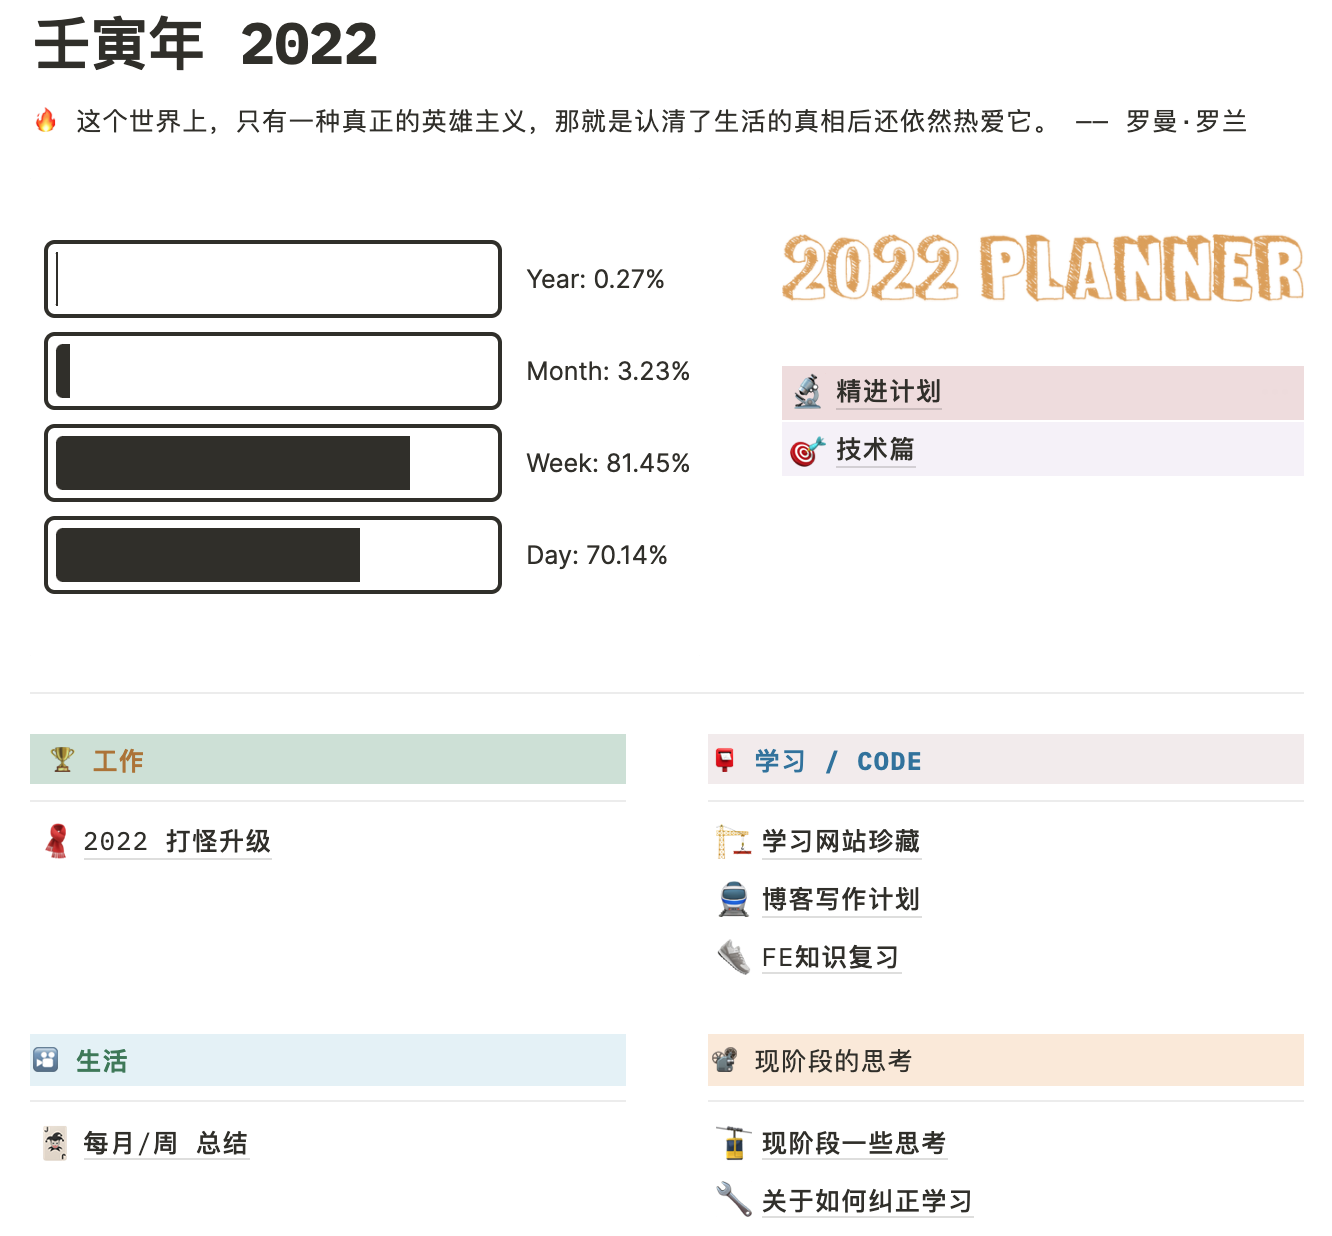 壬寅年 2022
🔥 这个世界上，只有一种真正的英雄主义，那就是认清了生活的真相后还依然热爱它。 —— 罗曼·罗兰
Year: 0.27%
Month: 3.23%
Week: 81.45%
Day: 70.14%
2022 PLANNER
精进计划
技术篇
工作
2022 打怪升级
学习 / CODE
学习网站珍藏
博客写作计划
FE知识复习
生活
每月/周 总结
现阶段的思考
现阶段一些思考
关于如何纠正学习